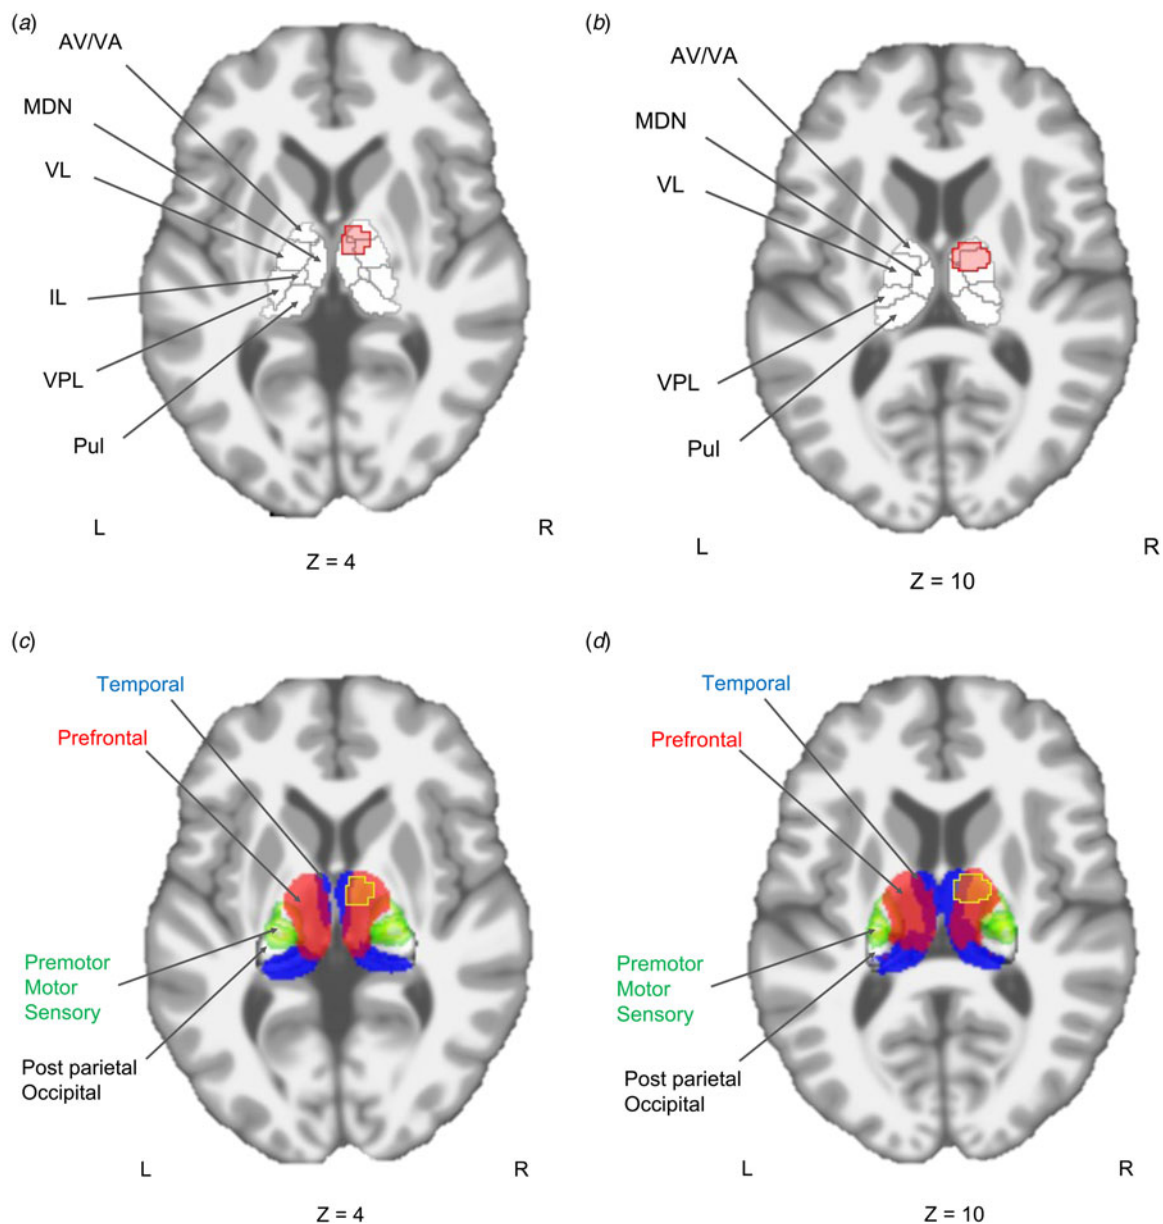 (a)
AV/VA
MDN
VL
IL
VPL
Pul
L
R
Z = 4
(b)
AV/VA
MDN
VL
VPL
Pul
L
R
Z = 10
(c)
Temporal
Prefrontal
Premotor
Motor
Sensory
Post parietal
Occipital
L
R
Z = 4
(d)
Temporal
Prefrontal
Premotor
Motor
Sensory
Post parietal
Occipital
L
R
Z = 10